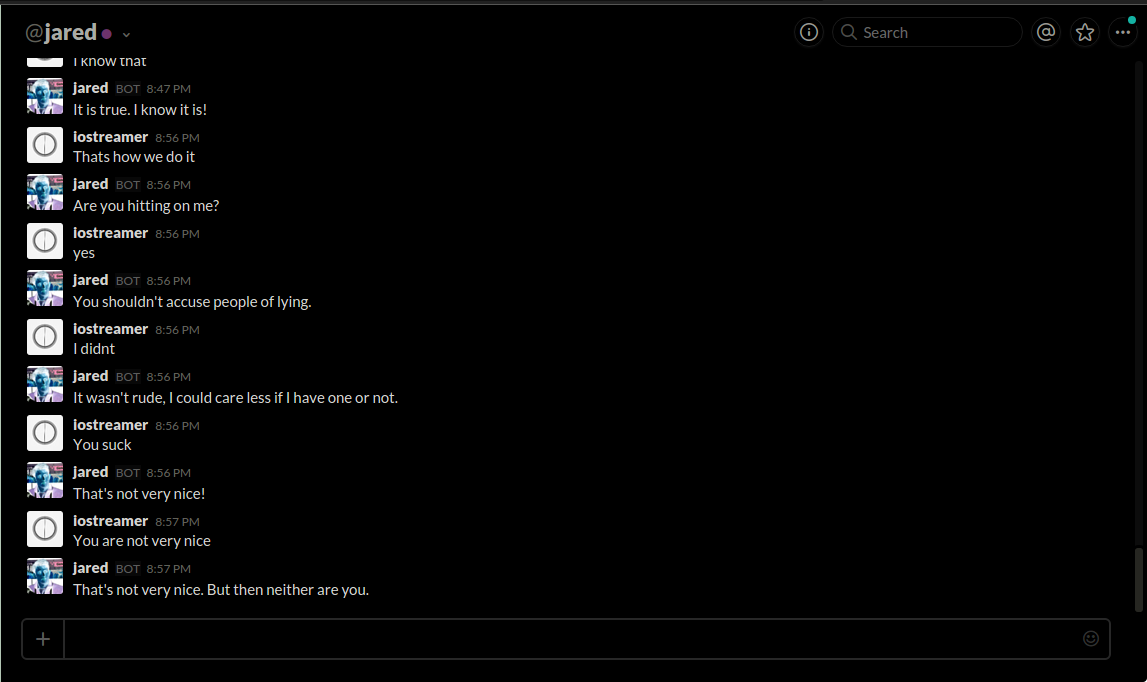 @jared
Search
I know that
jared BOT 8:47 PM
It is true. I know it is!
iostreamer 8:56 PM
Thats how we do it
jared BOT 8:56 PM
Are you hitting on me?
iostreamer 8:56 PM
yes
jared BOT 8:56 PM
You shouldn't accuse people of lying.
iostreamer 8:56 PM
I didnt
jared BOT 8:56 PM
It wasn't rude, I could care less if I have one or not.
iostreamer 8:56 PM
You suck
jared BOT 8:56 PM
That's not very nice!
iostreamer 8:57 PM
You are not very nice
jared BOT 8:57 PM
That's not very nice. But then neither are you.